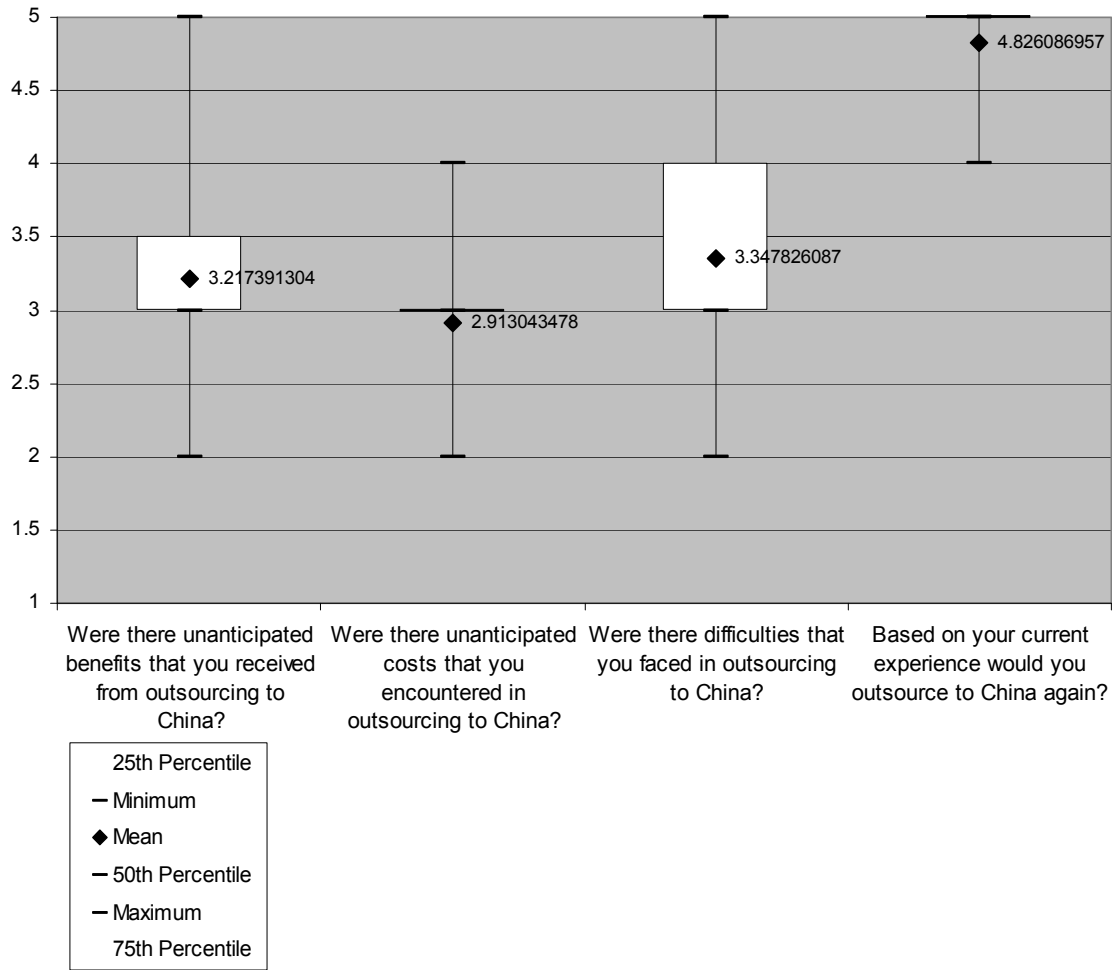 5
4.826086957
4.5
4
3.5
3.347826087
3.217391304
3
2.913043478
2.5
2
1.5
1
Were there unanticipated
benefits that you received
from outsourcing to
China?
Were there unanticipated
costs that you
encountered in
outsourcing to China?
Were there difficulties that
you faced in outsourcing
to China?
Based on your current
experience would you
outsource to China again?
25th Percentile
Minimum
Mean
50th Percentile
Maximum
75th Percentile